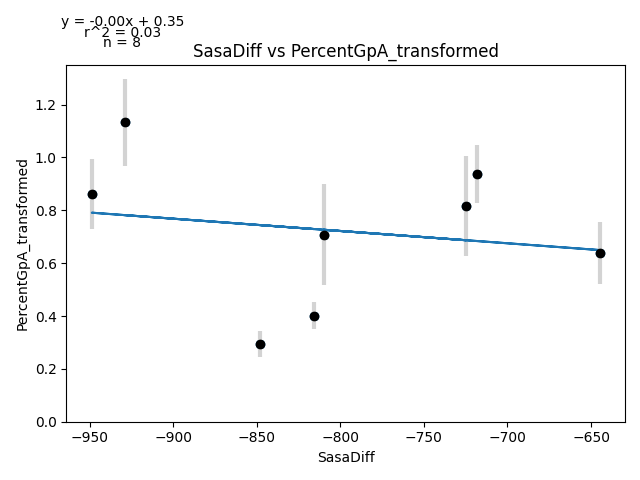 y = -0.00x + 0.35
r^2 = 0.03
n = 8
SasaDiff vs PercentGpA_transformed
PercentGpA_transformed
1.2
1.0
0.8
0.6
0.4
0.2
0.0
−950
−900
−850
−800
−750
−700
−650
SasaDiff